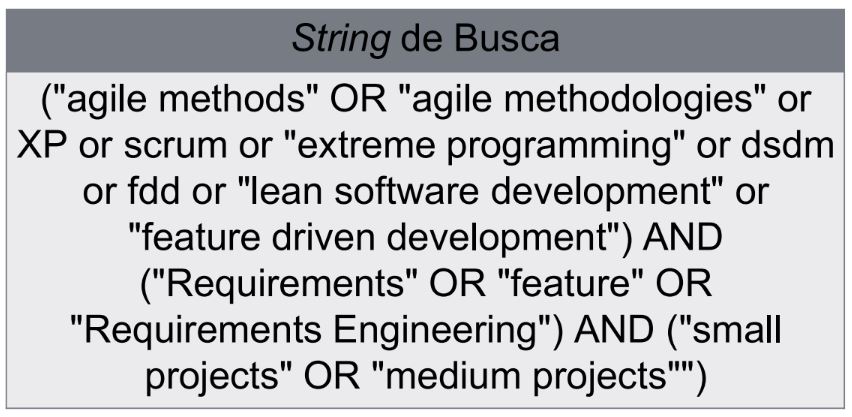 String de Busca
("agile methods" OR "agile methodologies" or
XP or scrum or "extreme programming" or dsdm
or fdd or "lean software development" or
"feature driven development") AND
("Requirements" OR "feature" OR
"Requirements Engineering") AND ("small
projects" OR "medium projects"")